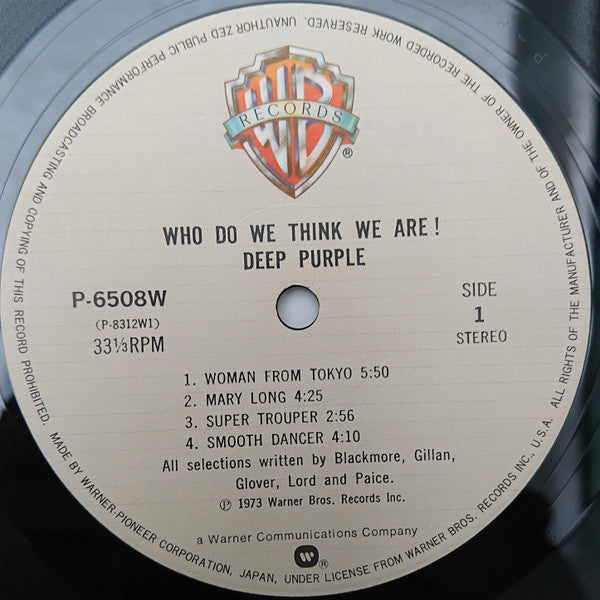 WB
RECORDS
®
WHO DO WE THINK WE ARE!
DEEP PURPLE
P-6508W
(P-8312W1)
33⅓RPM
SIDE
1
STEREO
1. WOMAN FROM TOKYO 5:50
2. MARY LONG 4:25
3. SUPER TROUPER 2:56
4. SMOOTH DANCER 4:10
All selections written by Blackmore, Gillan,
Glover, Lord and Paice.
℗ 1973 Warner Bros. Records Inc.
a Warner Communications Company
®
MADE BY WARNER-PIONEER CORPORATION, JAPAN, UNDER LICENSE FROM WARNER BROS. RECORDS INC., U.S.A. ALL RIGHTS OF THE MANUFACTURER AND OF THE OWNER OF THE RECORDED WORK RESERVED. UNAUTHORIZED PUBLIC PERFORMANCE BROADCASTING AND COPYING OF THIS RECORD PROHIBITED.